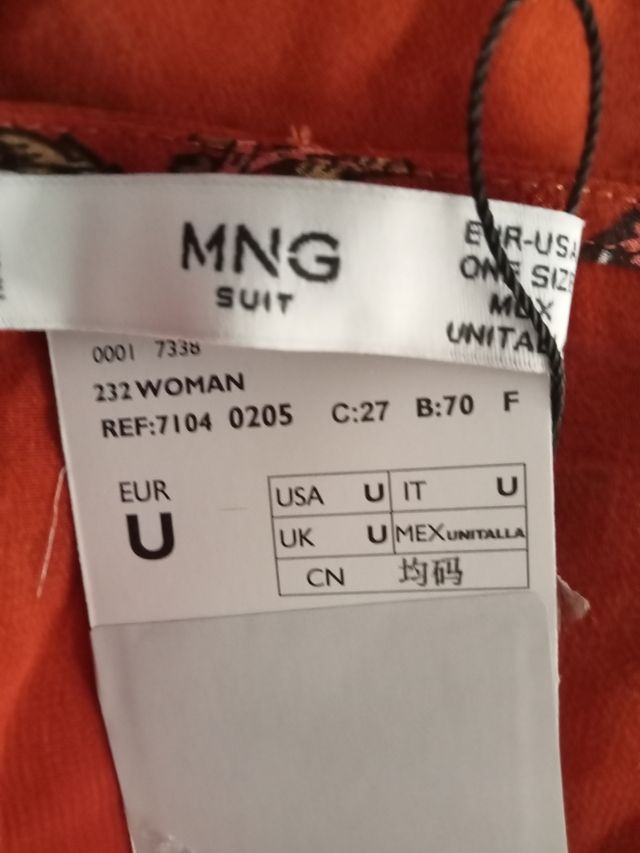 MNG
SUIT
EUR-USA
ONE SIZE
MEX
UNITALLA
0001 7338
232 WOMAN
REF:7104 0205 C:27 B:70 F
EUR
U
USA U IT U
UK U MEX UNITALLA
CN 均码